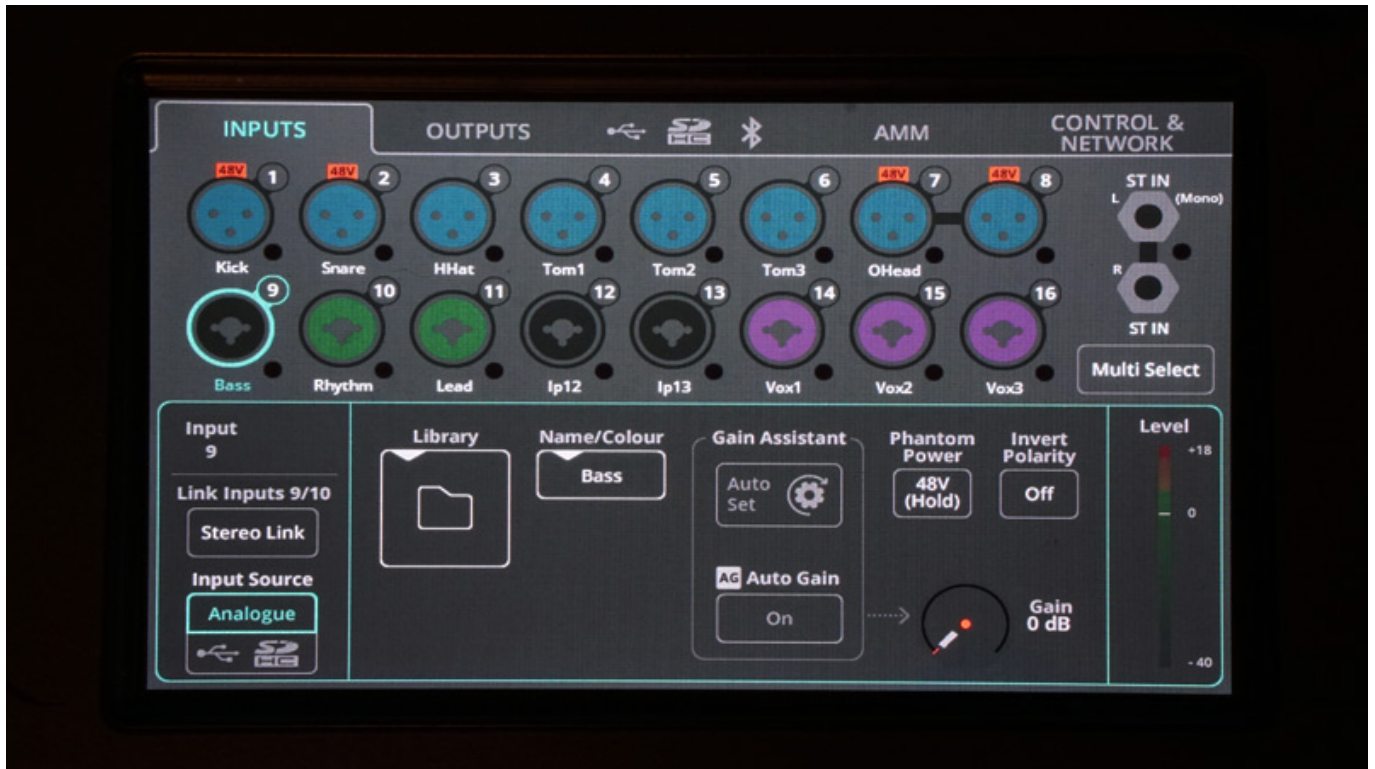 INPUTS
OUTPUTS
SD HC
AMM
CONTROL &
NETWORK
48V 1
48V 2
3
4
5
6
48V 7
48V 8
ST IN
L (Mono)
Kick
Snare
HHat
Tom1
Tom2
Tom3
OHead
R
ST IN
9
10
11
12
13
14
15
16
Bass
Rhythm
Lead
Ip12
Ip13
Vox1
Vox2
Vox3
Multi Select
Input
9
Link Inputs 9/10
Stereo Link
Input Source
Analogue
SD HC
Library
Name/Colour
Bass
Gain Assistant
Auto
Set
AG Auto Gain
On
Phantom
Power
48V
(Hold)
Invert
Polarity
Off
Gain
0 dB
Level
+18
0
- 40